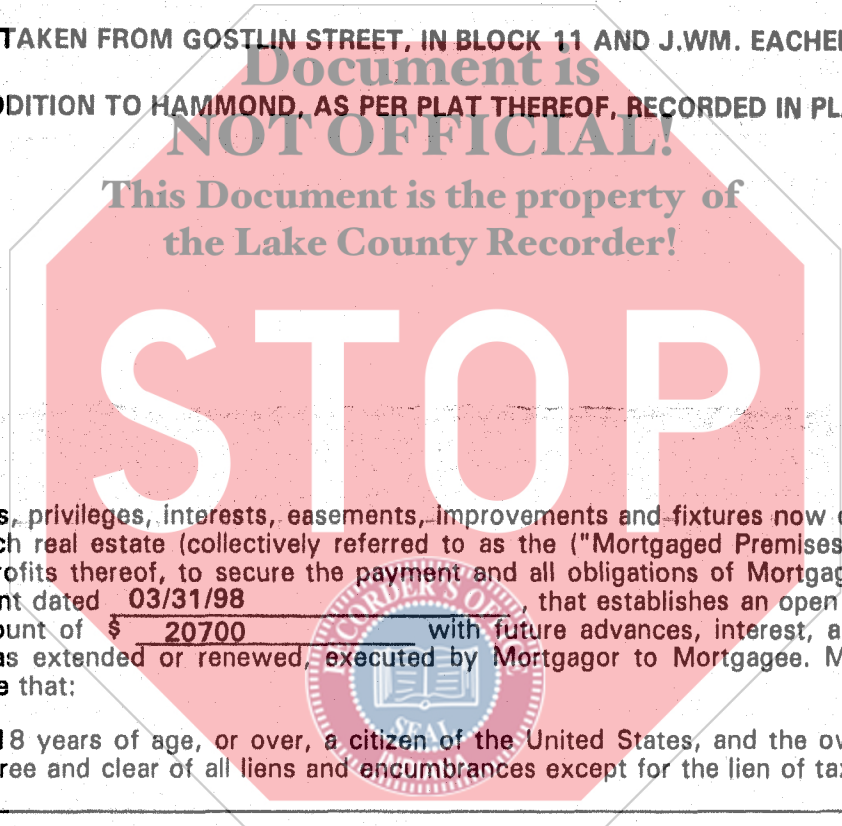 TAKEN FROM GOSTLIN STREET, IN BLOCK 11 AND J.WM. EACHE
Document is
DDITION TO HAMMOND, AS PER PLAT THEREOF, RECORDED IN PL
NOT OFFICIAL!
This Document is the property of
the Lake County Recorder!
STOP
s, privileges, interests, easements, improvements and fixtures now
ch real estate (collectively referred to as the ("Mortgaged Premises
rofits thereof, to secure the payment and all obligations of Mortgag
nt dated 03/31/98, that establishes an open
ount of $ 20700 with future advances, interest, a
as extended or renewed, executed by Mortgagor to Mortgagee. M
e that:
RECORDER'S OFFICE
SEAL
18 years of age, or over, a citizen of the United States, and the ow
ree and clear of all liens and encumbrances except for the lien of tax